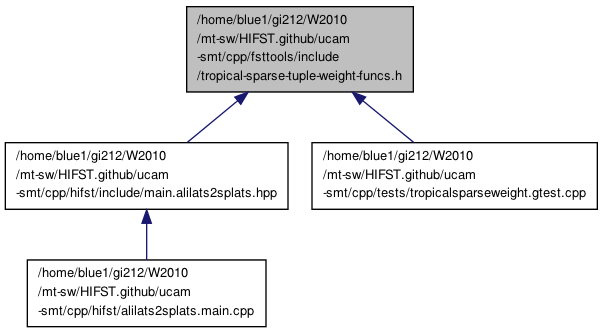 /home/blue1/gi212/W2010
/mt-sw/HIFST.github/ucam
-smt/cpp/fsttools/include
/tropical-sparse-tuple-weight-funcs.h
/home/blue1/gi212/W2010
/mt-sw/HIFST.github/ucam
-smt/cpp/hifst/include/main.alilats2splats.hpp
/home/blue1/gi212/W2010
/mt-sw/HIFST.github/ucam
-smt/cpp/tests/tropicalsparseweight.gtest.cpp
/home/blue1/gi212/W2010
/mt-sw/HIFST.github/ucam
-smt/cpp/hifst/alilats2splats.main.cpp